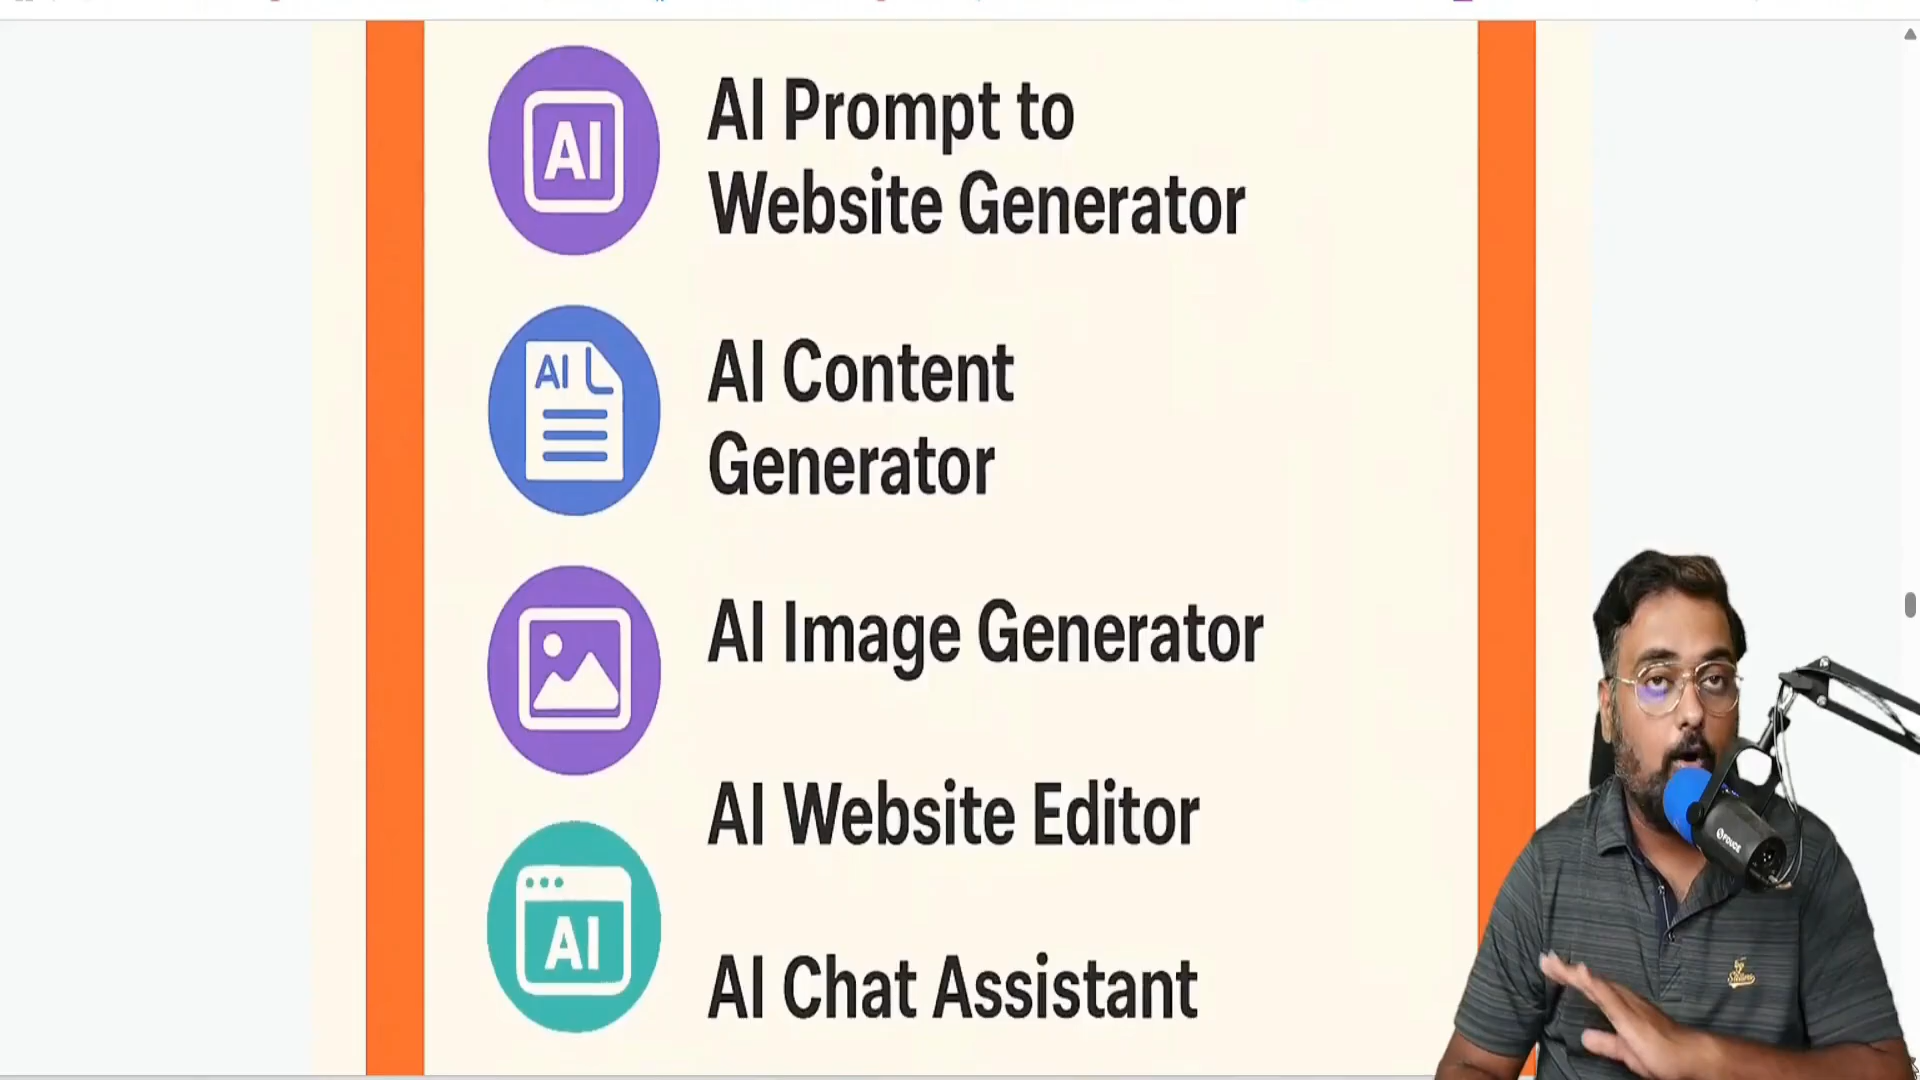 AI
AI Prompt to
Website Generator
AI
AI Content
Generator
AI Image Generator
AI Website Editor
AI
AI Chat Assistant